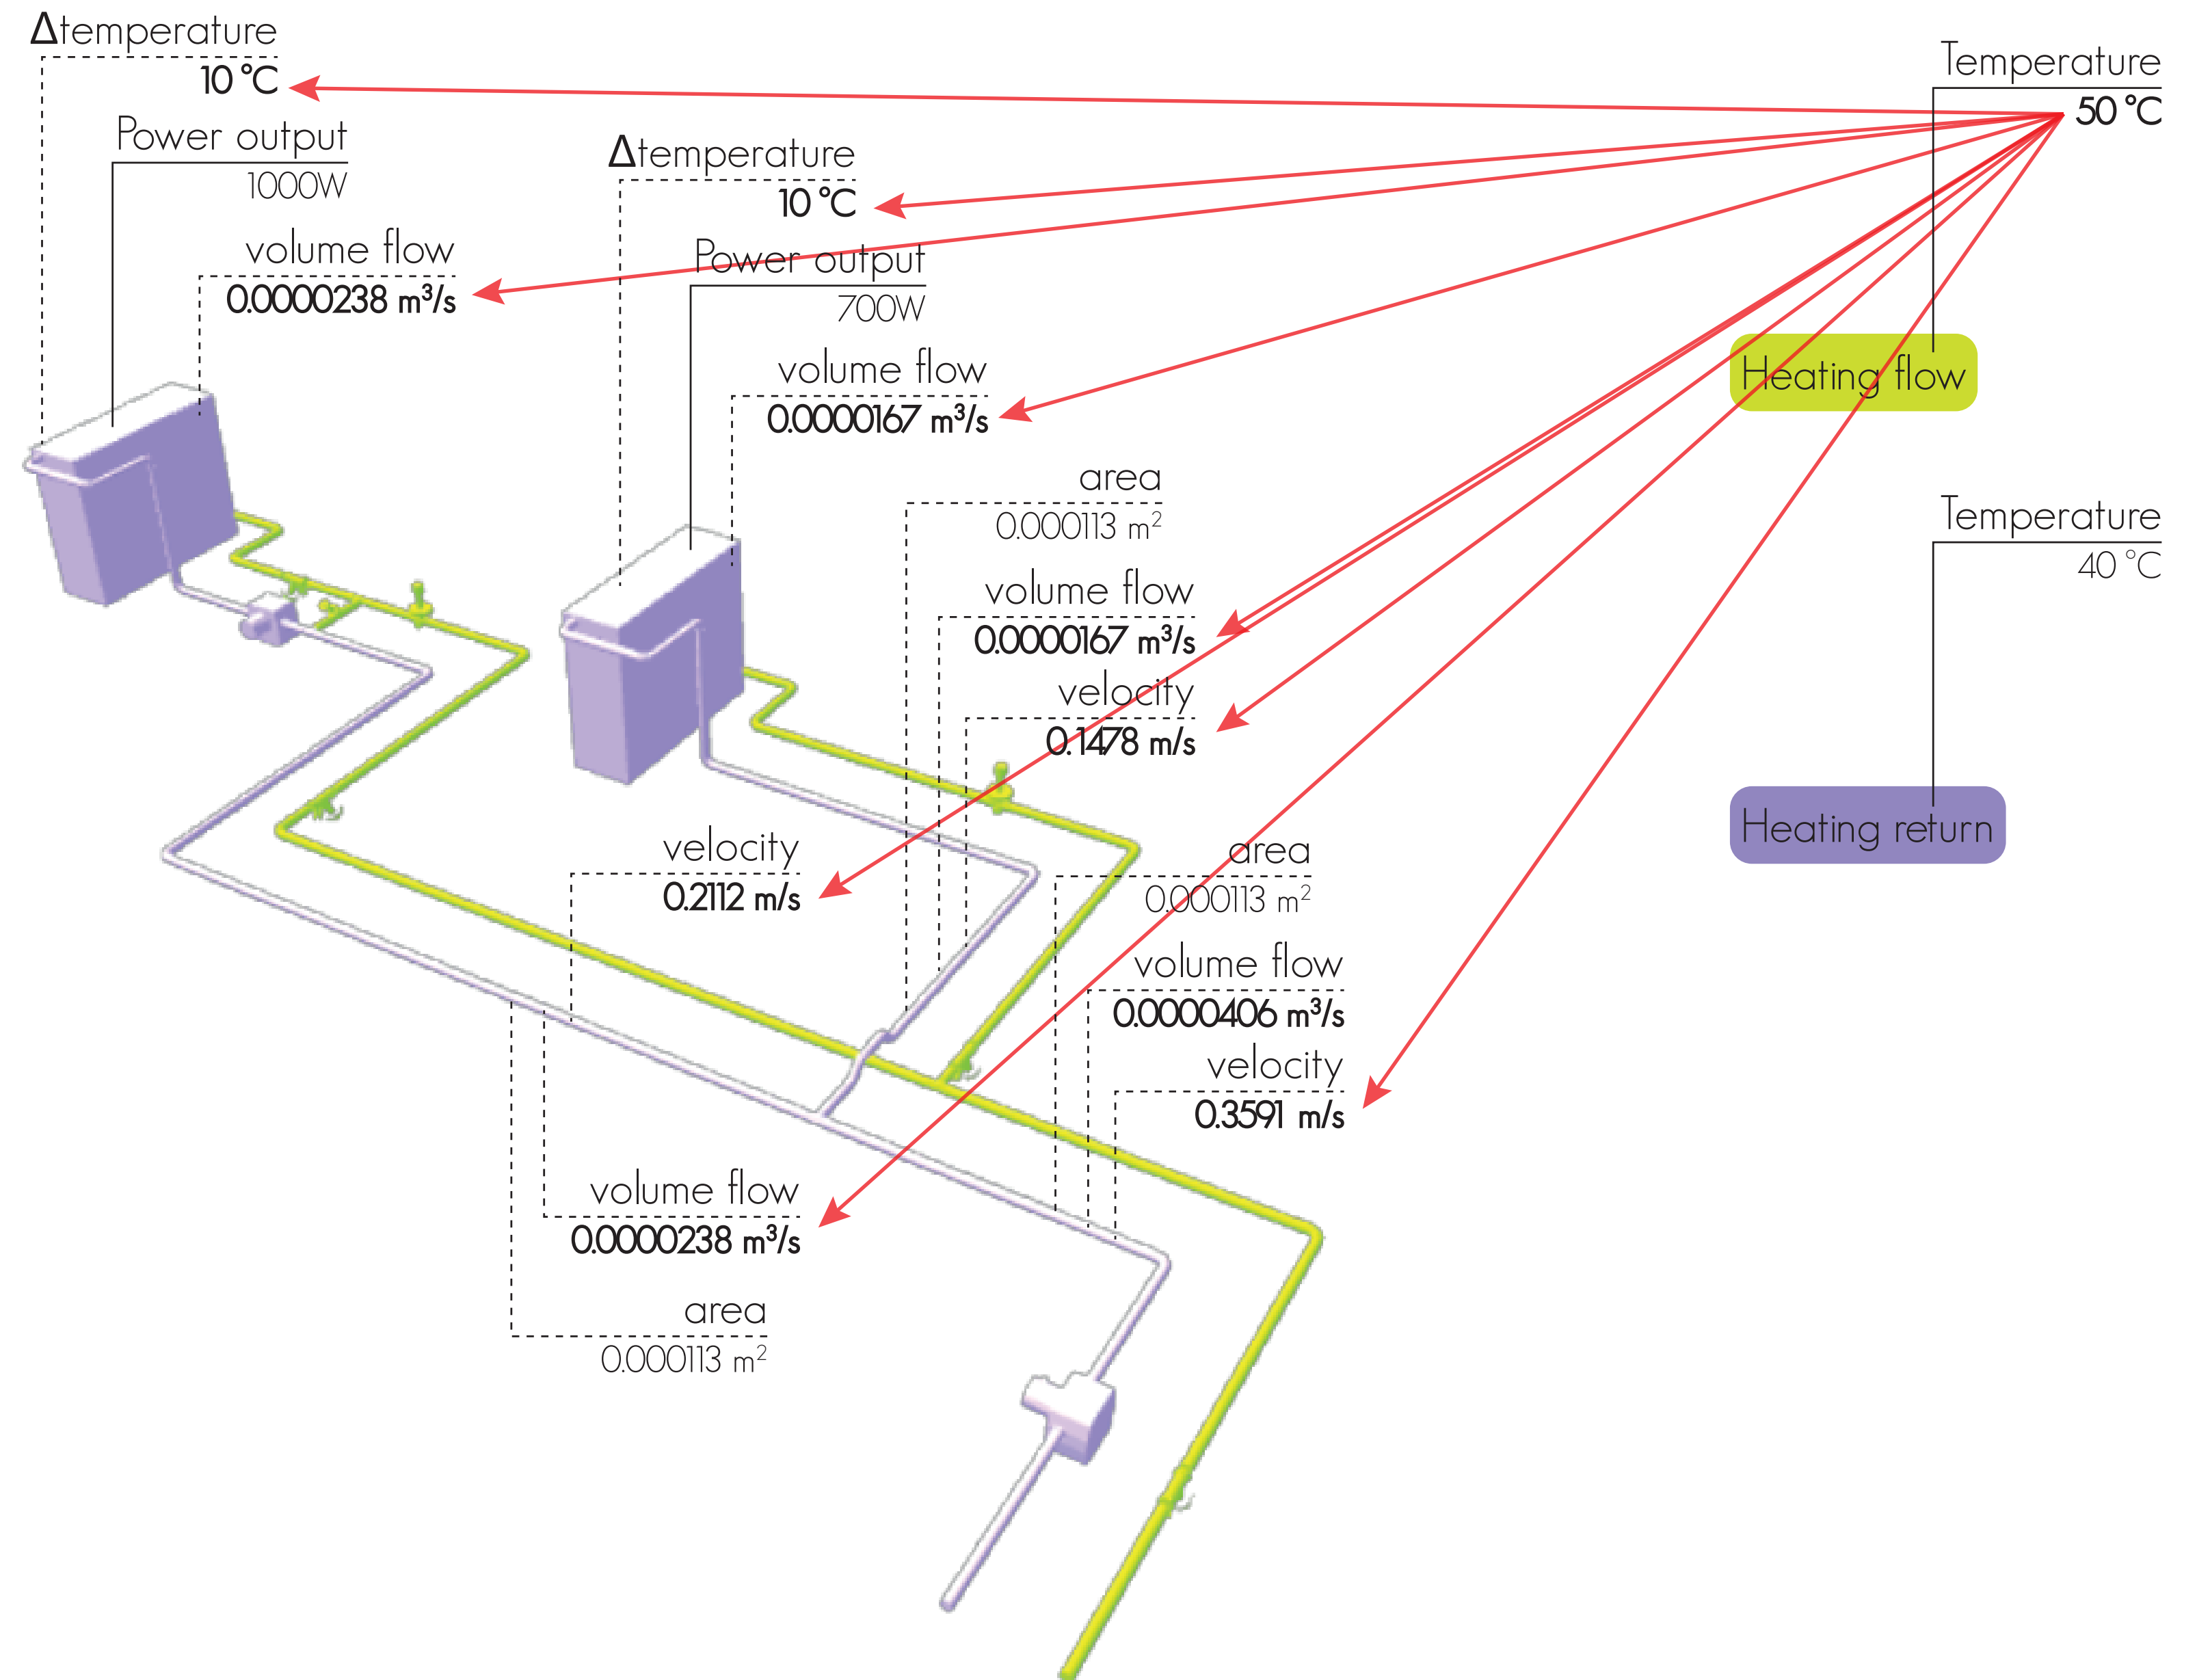 Δtemperature
10 °C
Power output
1000W
volume flow
0.0000238 m³/s
Δtemperature
10 °C
Power output
700W
volume flow
0.0000167 m³/s
area
0.000113 m²
volume flow
0.0000167 m³/s
velocity
0.1478 m/s
velocity
0.2112 m/s
area
0.000113 m²
volume flow
0.0000406 m³/s
velocity
0.3591 m/s
volume flow
0.0000238 m³/s
area
0.000113 m²
Temperature
50 °C
Heating flow
Temperature
40 °C
Heating return